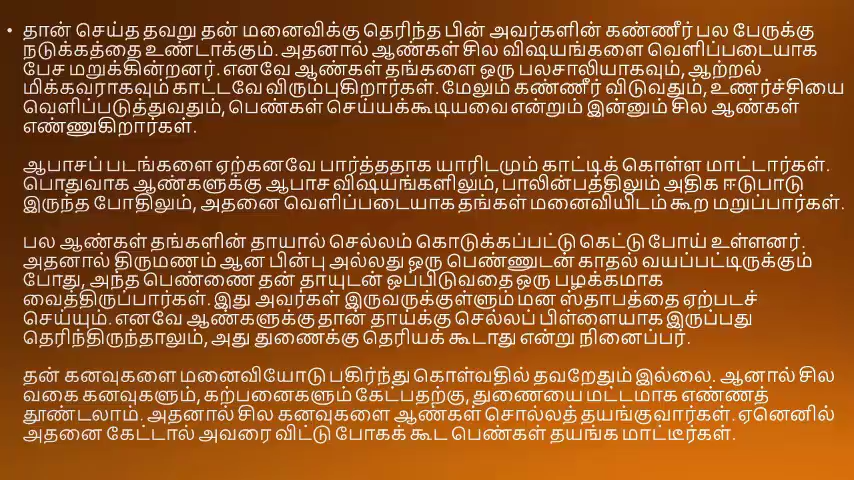 • தான் செய்த தவறு தன் மனைவிக்கு தெரிந்த பின் அவர்களின் கண்ணீர் பல பேருக்கு
நடுக்கத்தை உண்டாக்கும். அதனால் ஆண்கள் சில விஷயங்களை வெளிப்படையாக
பேச மறுக்கின்றனர். எனவே ஆண்கள் தங்களை ஒரு பலசாலியாகவும், ஆற்றல்
மிக்கவராகவும் காட்டவே விரும்புகிறார்கள். மேலும் கண்ணீர் விடுவதும், உணர்ச்சியை
வெளிப்படுத்துவதும், பெண்கள் செய்யக்கூடியவை என்றும் இன்னும் சில ஆண்கள்
எண்ணுகிறார்கள்.
ஆபாசப் படங்களை ஏற்கனவே பார்த்ததாக யாரிடமும் காட்டிக் கொள்ள மாட்டார்கள்.
பொதுவாக ஆண்களுக்கு ஆபாச விஷயங்களிலும், பாலின்பத்திலும் அதிக ஈடுபாடு
இருந்த போதிலும், அதனை வெளிப்படையாக தங்கள் மனைவியிடம் கூற மறுப்பார்கள்.
பல ஆண்கள் தங்களின் தாயால் செல்லம் கொடுக்கப்பட்டு கெட்டு போய் உள்ளனர்.
அதனால் திருமணம் ஆன பின்பு அல்லது ஒரு பெண்ணுடன் காதல் வயப்பட்டிருக்கும்
போது, அந்த பெண்ணை தன் தாயுடன் ஒப்பிடுவதை ஒரு பழக்கமாக
வைத்திருப்பார்கள். இது அவர்கள் இருவருக்குள்ளும் மன ஸ்தாபத்தை ஏற்படச்
செய்யும். எனவே ஆண்களுக்கு தான் தாய்க்கு செல்லப் பிள்ளையாக இருப்பது
தெரிந்திருந்தாலும், அது துணைக்கு தெரியக் கூடாது என்று நினைப்பர்.
தன் கனவுகளை மனைவியோடு பகிர்ந்து கொள்வதில் தவறேதும் இல்லை. ஆனால் சில
வகை கனவுகளும், கற்பனைகளும் கேட்பதற்கு, துணையை மட்டமாக எண்ணத்
தூண்டலாம். அதனால் சில கனவுகளை ஆண்கள் சொல்லத் தயங்குவார்கள். ஏனெனில்
அதனை கேட்டால் அவரை விட்டு போகக் கூட பெண்கள் தயங்க மாட்டீர்கள்.